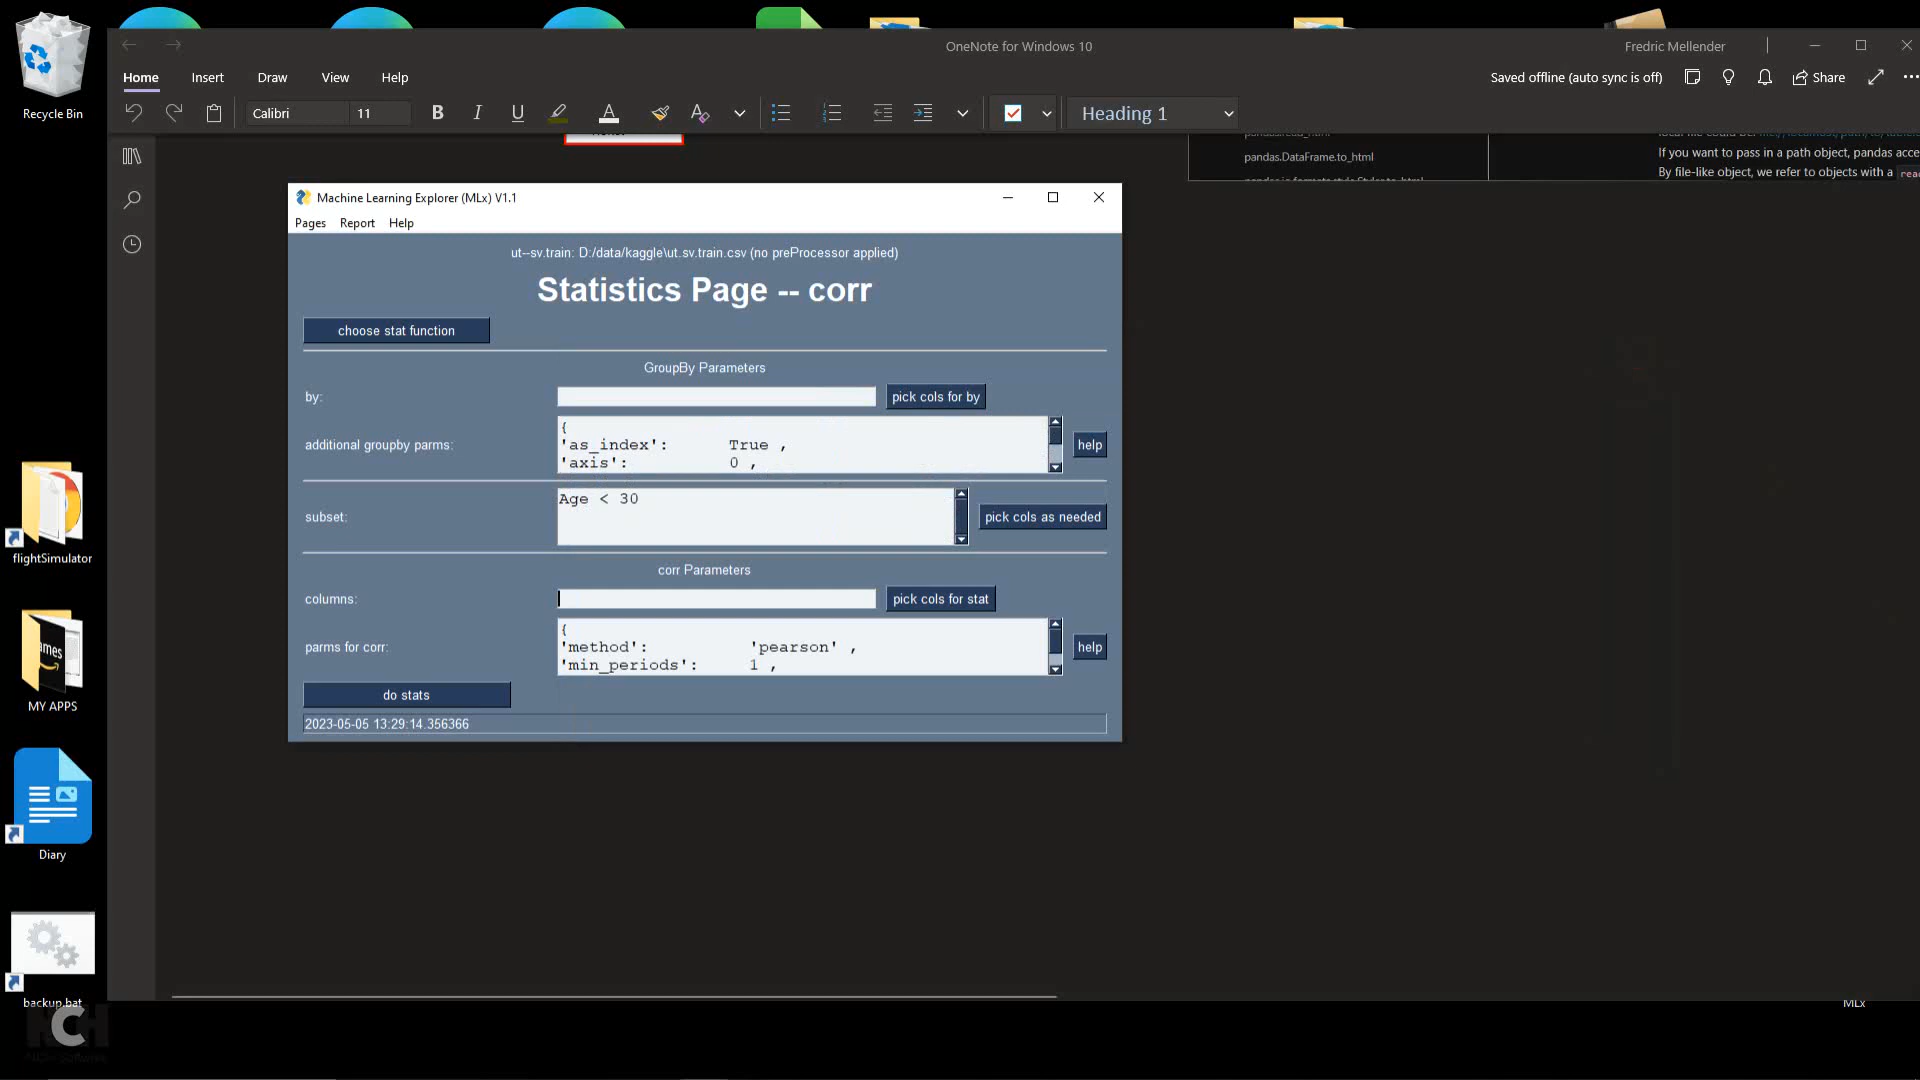 Recycle Bin
OneNote for Windows 10
Fredric Mellender
Home Insert Draw View Help
Saved offline (auto sync is off)
Share
Calibri 11 B I U A A Heading 1
pandas.DataFrame.to_html
If you want to pass in a path object, pandas acce
By file-like object, we refer to objects with a read
Machine Learning Explorer (MLx) V1.1
Pages Report Help
ut--sv.train: D:/data/kaggle\ut.sv.train.csv (no preProcessor applied)
Statistics Page -- corr
choose stat function
GroupBy Parameters
by: pick cols for by
{
additional groupby parms: 'as_index': True , help
'axis': 0 ,
Age < 30
subset: pick cols as needed
corr Parameters
columns: pick cols for stat
{
parms for corr: 'method': 'pearson' , help
'min_periods': 1 ,
do stats
2023-05-05 13:29:14.356366
flightSimulator
MY APPS
Diary
backup.bat
MLx
NCH